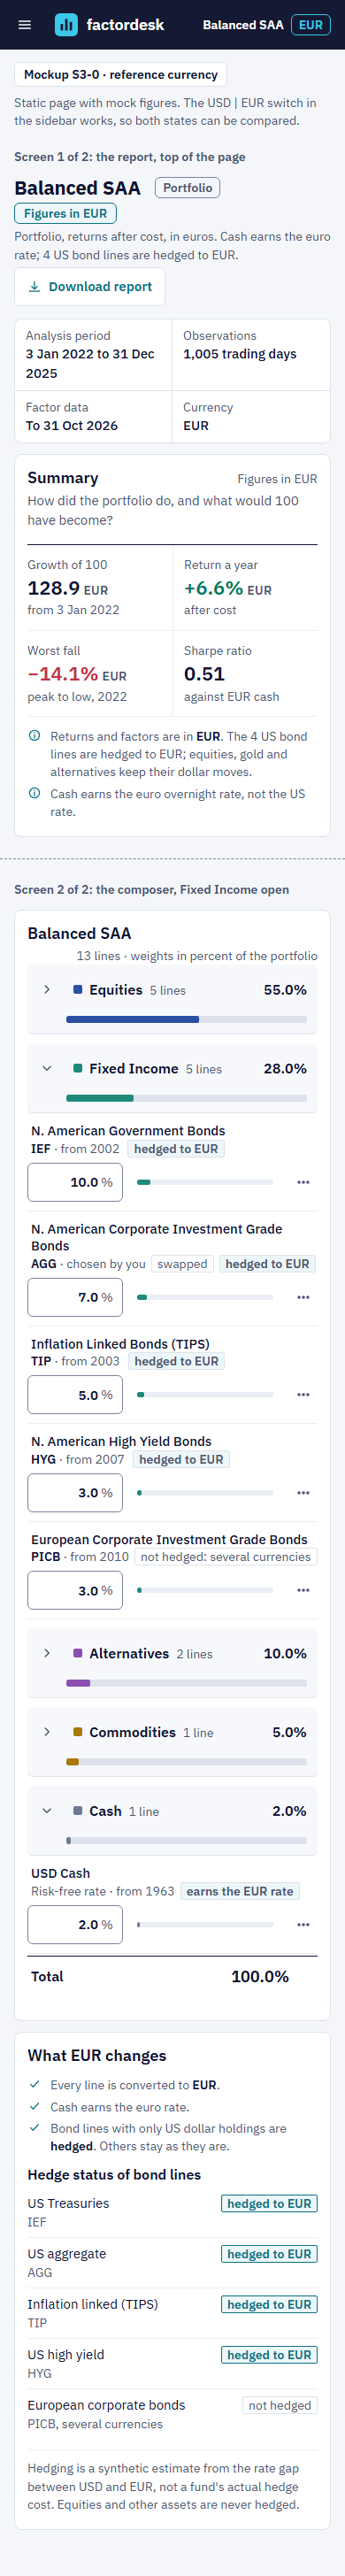 factordesk
Balanced SAA EUR
Mockup S3-0 · reference currency
Static page with mock figures. The USD | EUR switch in
the sidebar works, so both states can be compared.
Screen 1 of 2: the report, top of the page
Balanced SAA Portfolio
Figures in EUR
Portfolio, returns after cost, in euros. Cash earns the euro
rate; 4 US bond lines are hedged to EUR.
Download report
Analysis period
3 Jan 2022 to 31 Dec
2025
Observations
1,005 trading days
Factor data
To 31 Oct 2026
Currency
EUR
Summary Figures in EUR
How did the portfolio do, and what would 100
have become?
Growth of 100
128.9 EUR
from 3 Jan 2022
Return a year
+6.6% EUR
after cost
Worst fall
−14.1% EUR
peak to low, 2022
Sharpe ratio
0.51
against EUR cash
Returns and factors are in EUR. The 4 US bond
lines are hedged to EUR; equities, gold and
alternatives keep their dollar moves.
Cash earns the euro overnight rate, not the US
rate.
Screen 2 of 2: the composer, Fixed Income open
Balanced SAA
13 lines · weights in percent of the portfolio
Equities 5 lines 55.0%
Fixed Income 5 lines 28.0%
N. American Government Bonds
IEF · from 2002 hedged to EUR
10.0 %
N. American Corporate Investment Grade
Bonds
AGG · chosen by you swapped hedged to EUR
7.0 %
Inflation Linked Bonds (TIPS)
TIP · from 2003 hedged to EUR
5.0 %
N. American High Yield Bonds
HYG · from 2007 hedged to EUR
3.0 %
European Corporate Investment Grade Bonds
PICB · from 2010 not hedged: several currencies
3.0 %
Alternatives 2 lines 10.0%
Commodities 1 line 5.0%
Cash 1 line 2.0%
USD Cash
Risk-free rate · from 1963 earns the EUR rate
2.0 %
Total 100.0%
What EUR changes
Every line is converted to EUR.
Cash earns the euro rate.
Bond lines with only US dollar holdings are
hedged. Others stay as they are.
Hedge status of bond lines
US Treasuries hedged to EUR
IEF
US aggregate hedged to EUR
AGG
Inflation linked (TIPS) hedged to EUR
TIP
US high yield hedged to EUR
HYG
European corporate bonds not hedged
PICB, several currencies
Hedging is a synthetic estimate from the rate gap
between USD and EUR, not a fund's actual hedge
cost. Equities and other assets are never hedged.